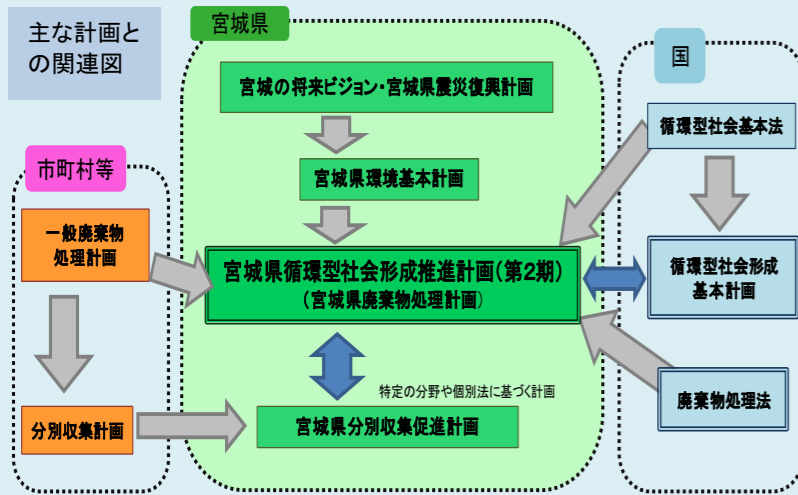 主な計画と
の関連図
宮城県
宮城の将来ビジョン・宮城県震災復興計画
宮城県環境基本計画
宮城県循環型社会形成推進計画(第2期)
(宮城県廃棄物処理計画)
特定の分野や個別法に基づく計画
宮城県分別収集促進計画
市町村等
一般廃棄物
処理計画
分別収集計画
国
循環型社会基本法
循環型社会形成
基本計画
廃棄物処理法